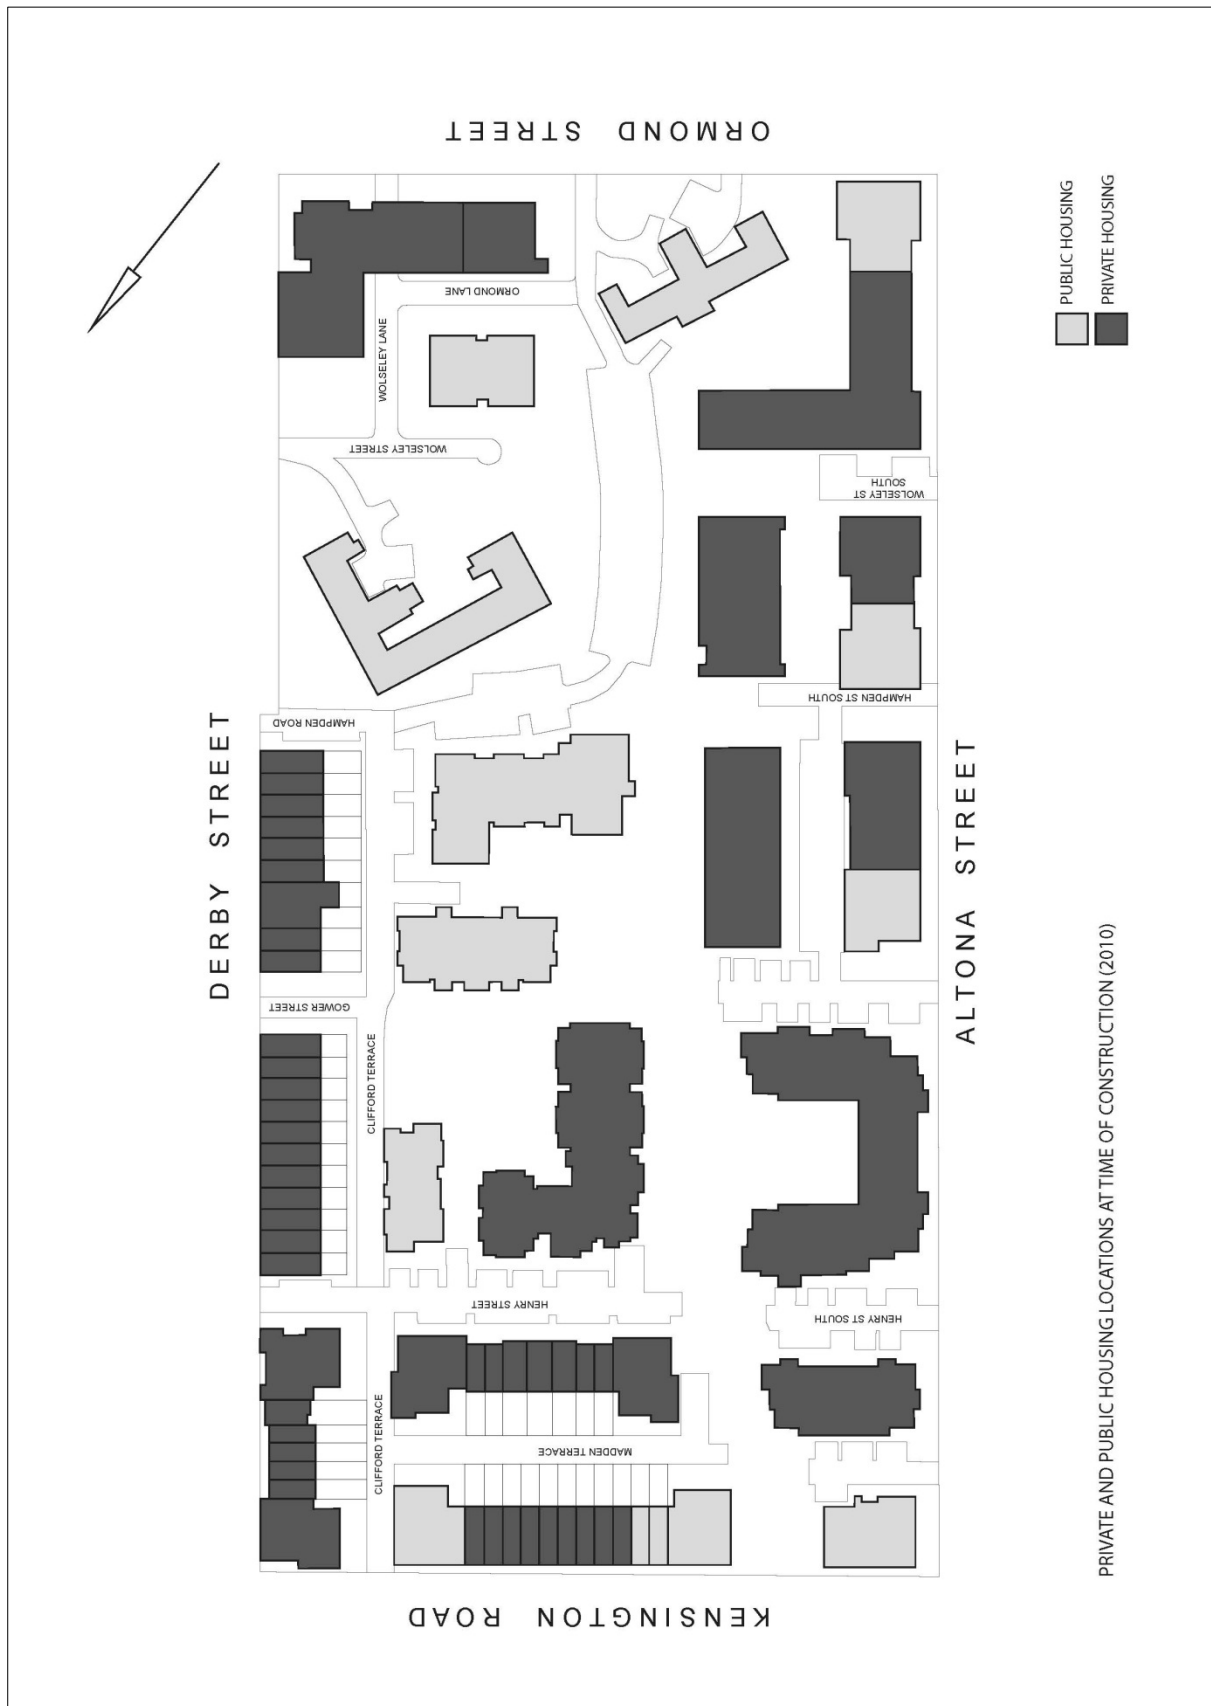 ORMOND STREET
PUBLIC HOUSING
PRIVATE HOUSING
ORMOND LANE
WOLSELEY LANE
WOLSELEY STREET
WOLSELEY ST
SOUTH
HAMPDEN ST SOUTH
HAMPDEN ROAD
DERBY STREET
ALTONA STREET
GOWER STREET
CLIFFORD TERRACE
HENRY STREET
HENRY ST SOUTH
CLIFFORD TERRACE
MADDEN TERRACE
KENSINGTON ROAD
PRIVATE AND PUBLIC HOUSING LOCATIONS AT TIME OF CONSTRUCTION (2010)